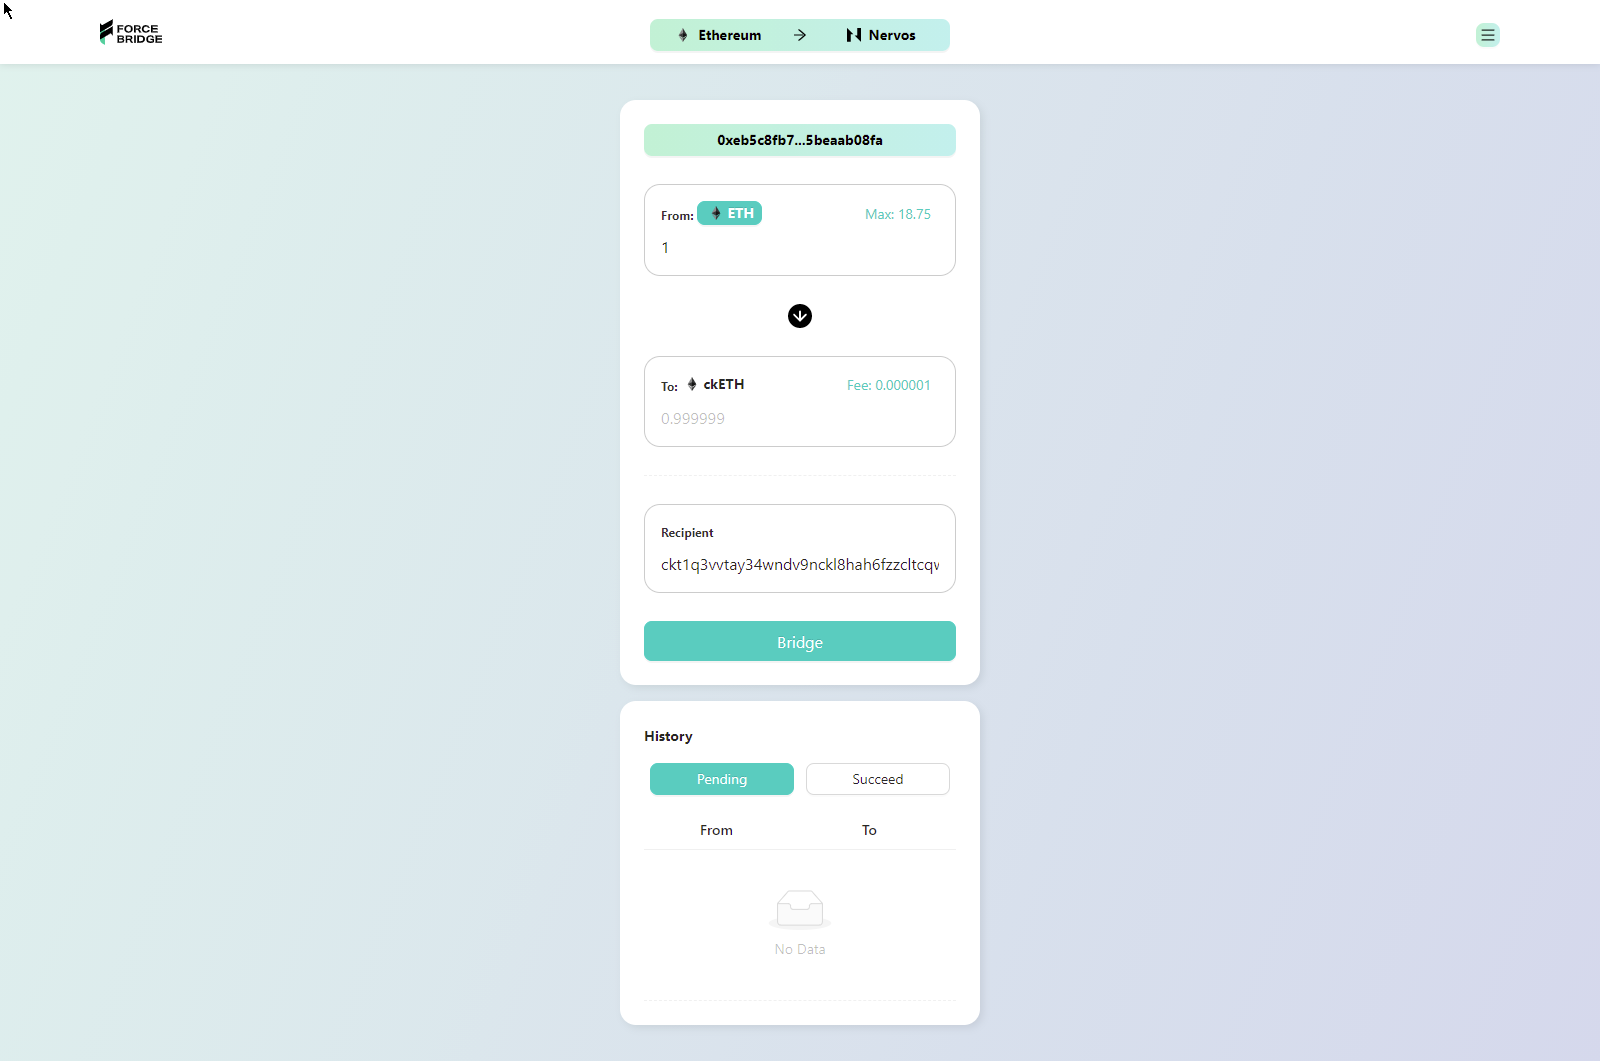 FORCE
BRIDGE
Ethereum → Nervos
0xeb5c8fb7...5beaab08fa
From: ETH Max: 18.75
1
To: ckETH Fee: 0.000001
0.999999
Recipient
ckt1q3vvtay34wndv9nckl8hah6fzzcltcqv
Bridge
History
Pending Succeed
From To
No Data